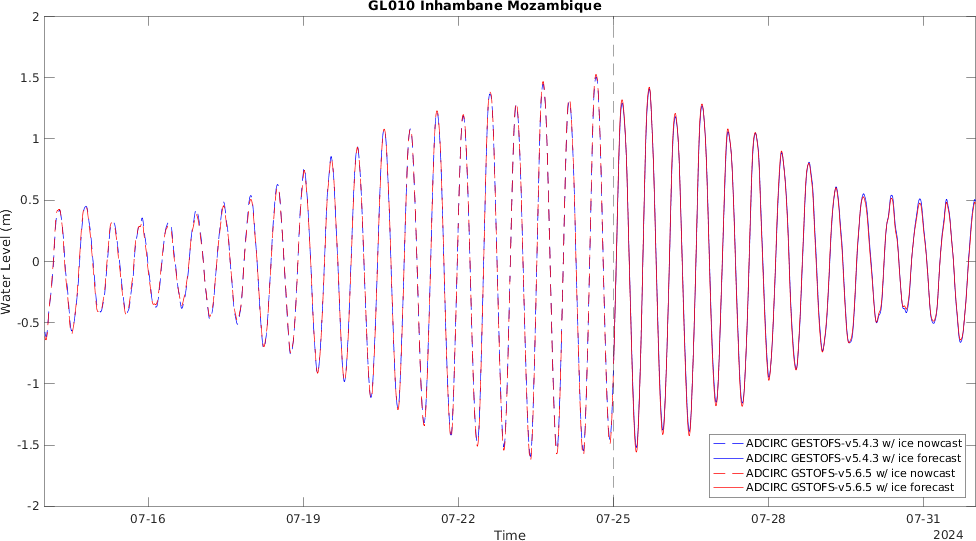 GL010 Inhambane Mozambique
2
1.5
1
0.5
0
-0.5
-1
-1.5
-2
Water Level (m)
ADCIRC GESTOFS-v5.4.3 w/ ice nowcast
ADCIRC GESTOFS-v5.4.3 w/ ice forecast
ADCIRC GSTOFS-v5.6.5 w/ ice nowcast
ADCIRC GSTOFS-v5.6.5 w/ ice forecast
07-16 07-19 07-22 07-25 07-28 07-31
Time
2024